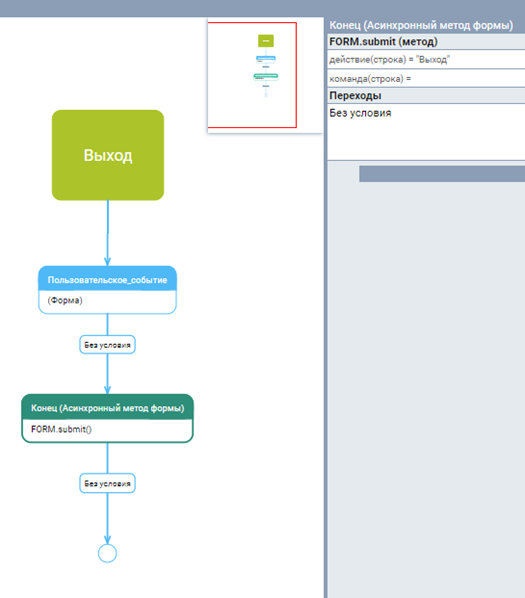 Выход
Пользовательское_событие
(Форма)
Без условия
Конец (Асинхронный метод формы)
FORM.submit()
Без условия
Конец (Асинхронный метод формы)
FORM.submit (метод)
действие(строка) = "Выход"
команда(строка) =
Переходы
Без условия